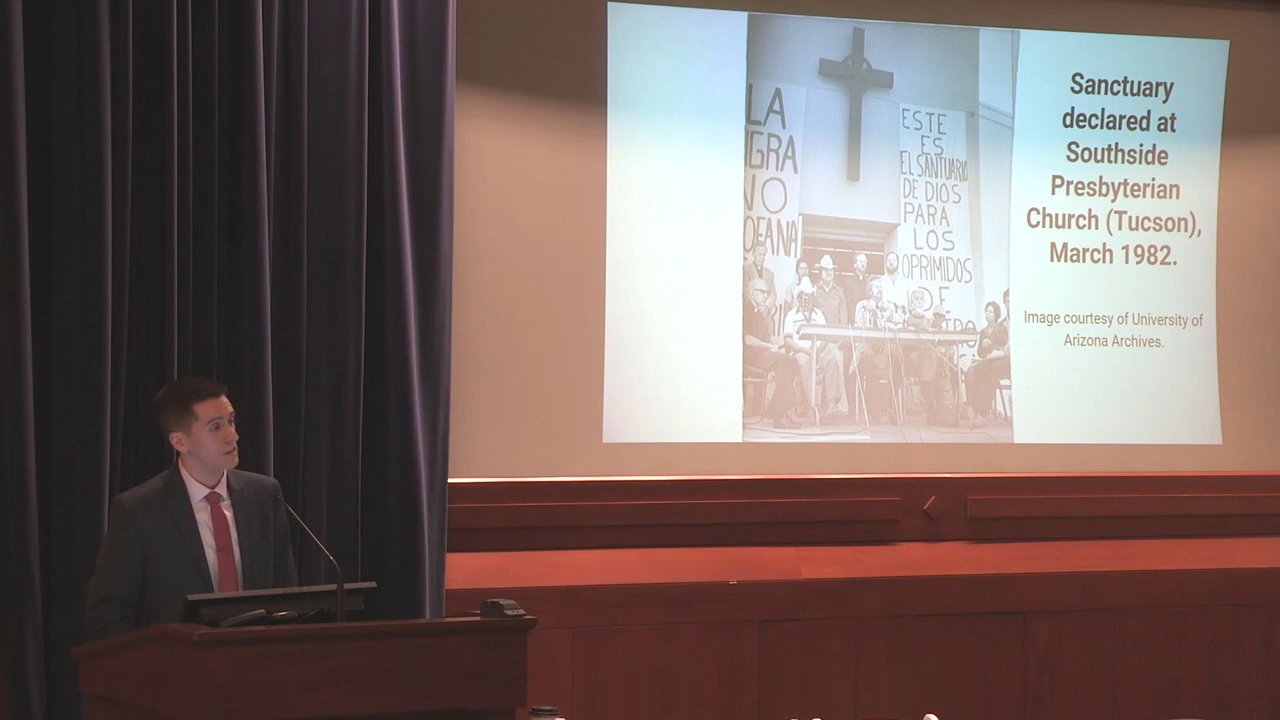 LA
NO
ESTE
ES
EL SANTUARIO
DE DIOS
PARA
LOS
OPRIMIDOS
DE
Sanctuary
declared at
Southside
Presbyterian
Church (Tucson),
March 1982.
Image courtesy of University of
Arizona Archives.